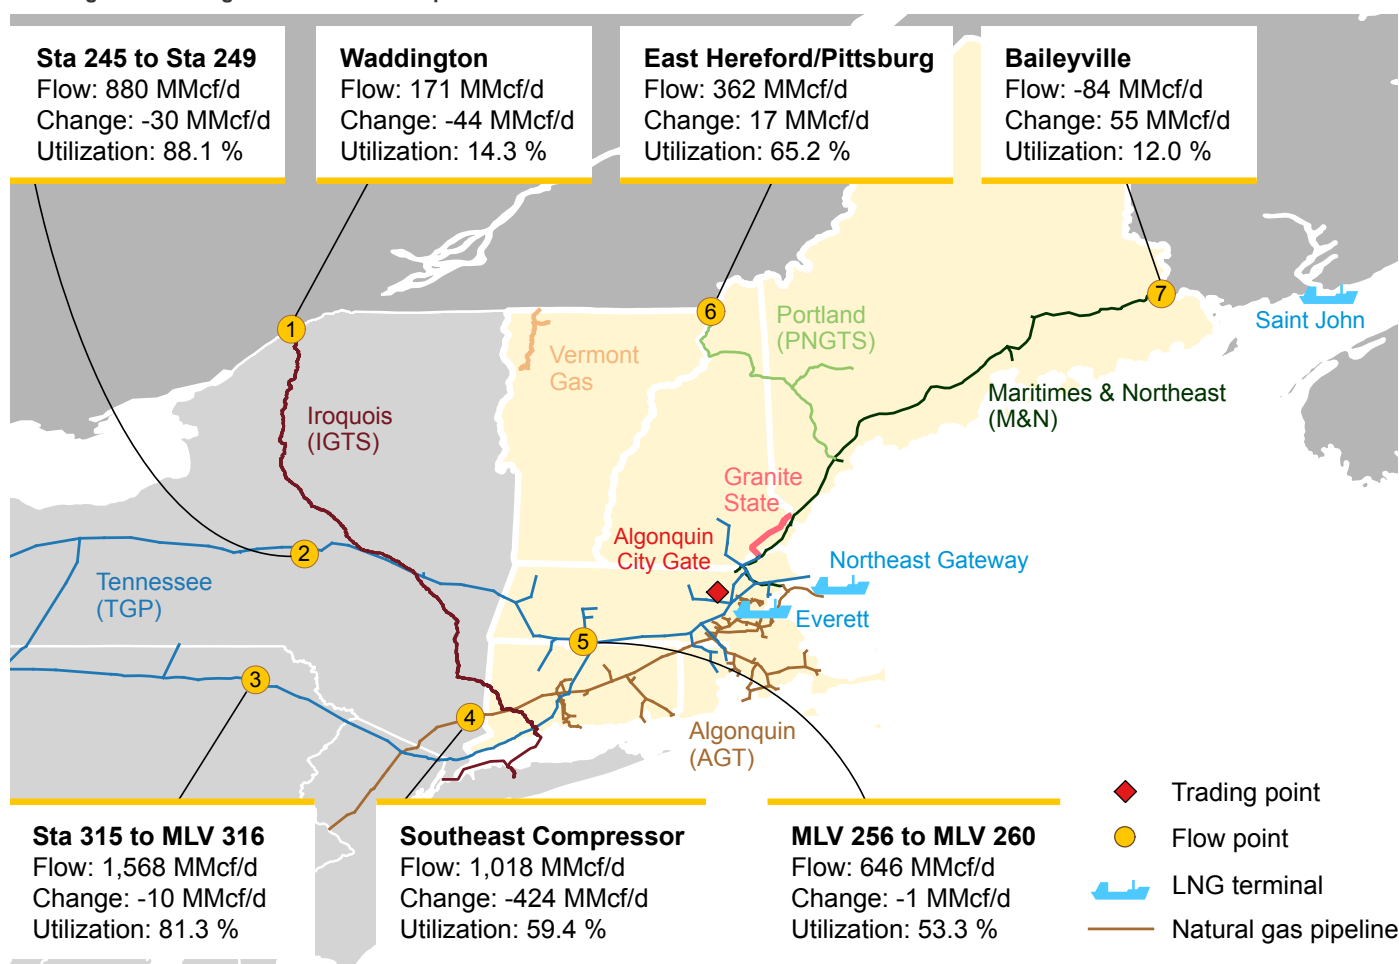 Sta 245 to Sta 249
Flow: 880 MMcf/d
Change: -30 MMcf/d
Utilization: 88.1 %
Waddington
Flow: 171 MMcf/d
Change: -44 MMcf/d
Utilization: 14.3 %
East Hereford/Pittsburg
Flow: 362 MMcf/d
Change: 17 MMcf/d
Utilization: 65.2 %
Baileyville
Flow: -84 MMcf/d
Change: 55 MMcf/d
Utilization: 12.0 %
1
6
7
Saint John
Portland
(PNGTS)
Vermont
Gas
Iroquois
(IGTS)
Maritimes & Northeast
(M&N)
Granite
State
Algonquin
City Gate
2
Northeast Gateway
Tennessee
(TGP)
Everett
5
3
4
Algonquin
(AGT)
Sta 315 to MLV 316
Flow: 1,568 MMcf/d
Change: -10 MMcf/d
Utilization: 81.3 %
Southeast Compressor
Flow: 1,018 MMcf/d
Change: -424 MMcf/d
Utilization: 59.4 %
MLV 256 to MLV 260
Flow: 646 MMcf/d
Change: -1 MMcf/d
Utilization: 53.3 %
Trading point
Flow point
LNG terminal
Natural gas pipeline